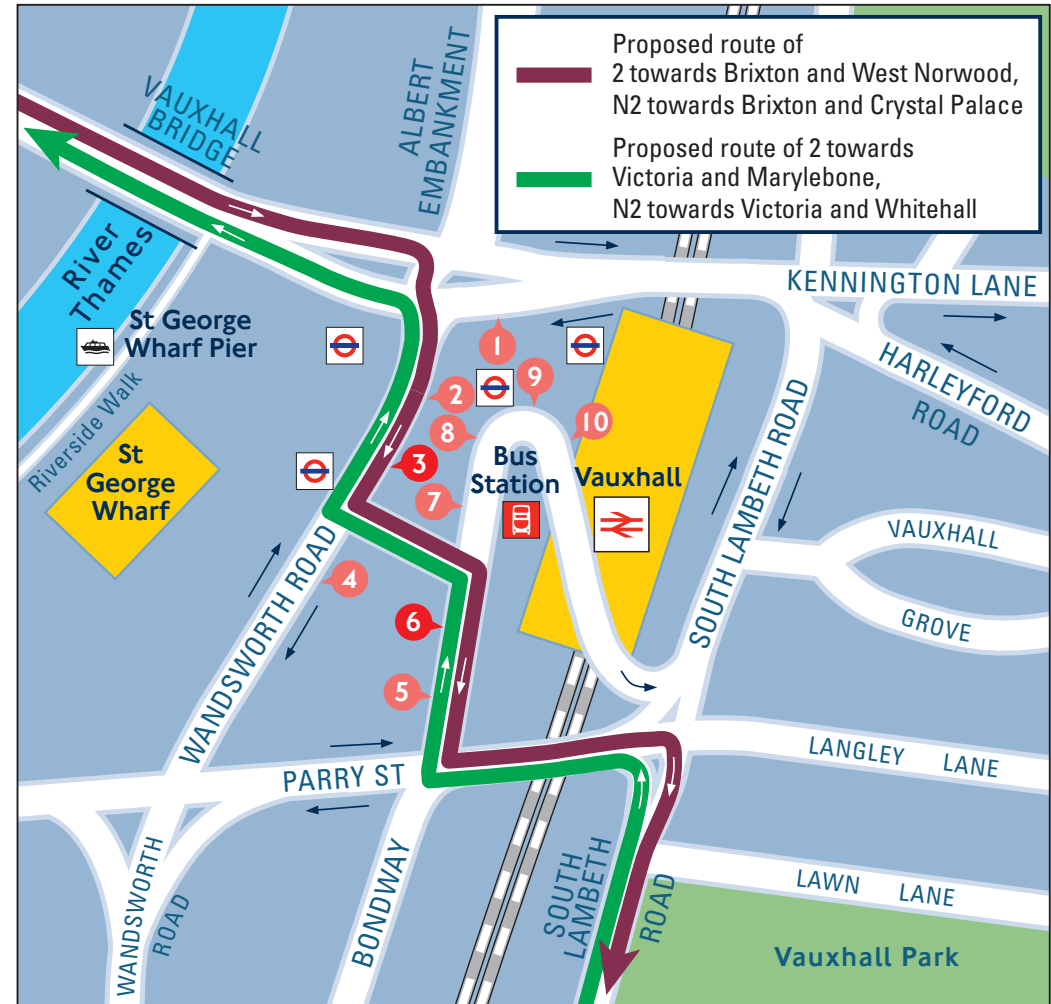 Proposed route of
2 towards Brixton and West Norwood,
N2 towards Brixton and Crystal Palace
Proposed route of 2 towards
Victoria and Marylebone,
N2 towards Victoria and Whitehall
VAUXHALL
BRIDGE
ALBERT
EMBANKMENT
River
Thames
St George
Wharf Pier
Riverside Walk
St
George
Wharf
KENNINGTON LANE
HARLEYFORD
ROAD
1
2
3
4
5
6
7
8
9
10
Bus
Station
Vauxhall
SOUTH LAMBETH ROAD
VAUXHALL
GROVE
WANDSWORTH ROAD
PARRY ST
LANGLEY LANE
LAWN LANE
WANDSWORTH
ROAD
BONDWAY
SOUTH
LAMBETH
ROAD
Vauxhall Park